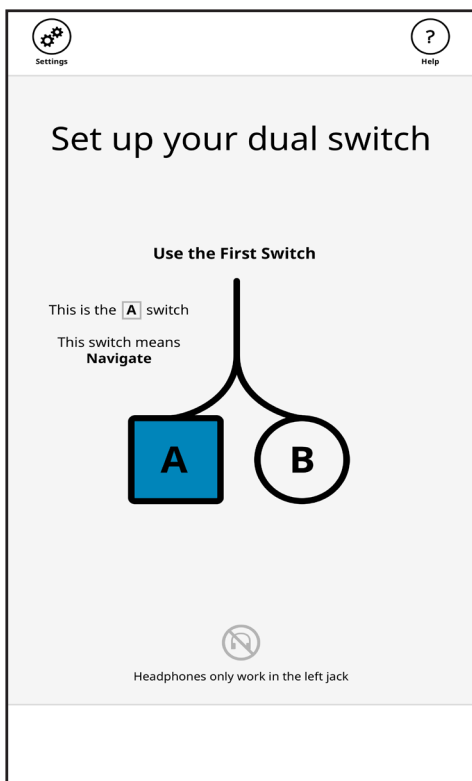 ?
Settings
Help
Set up your dual switch
Use the First Switch
This is the A switch
This switch means
Navigate
A
B
Headphones only work in the left jack